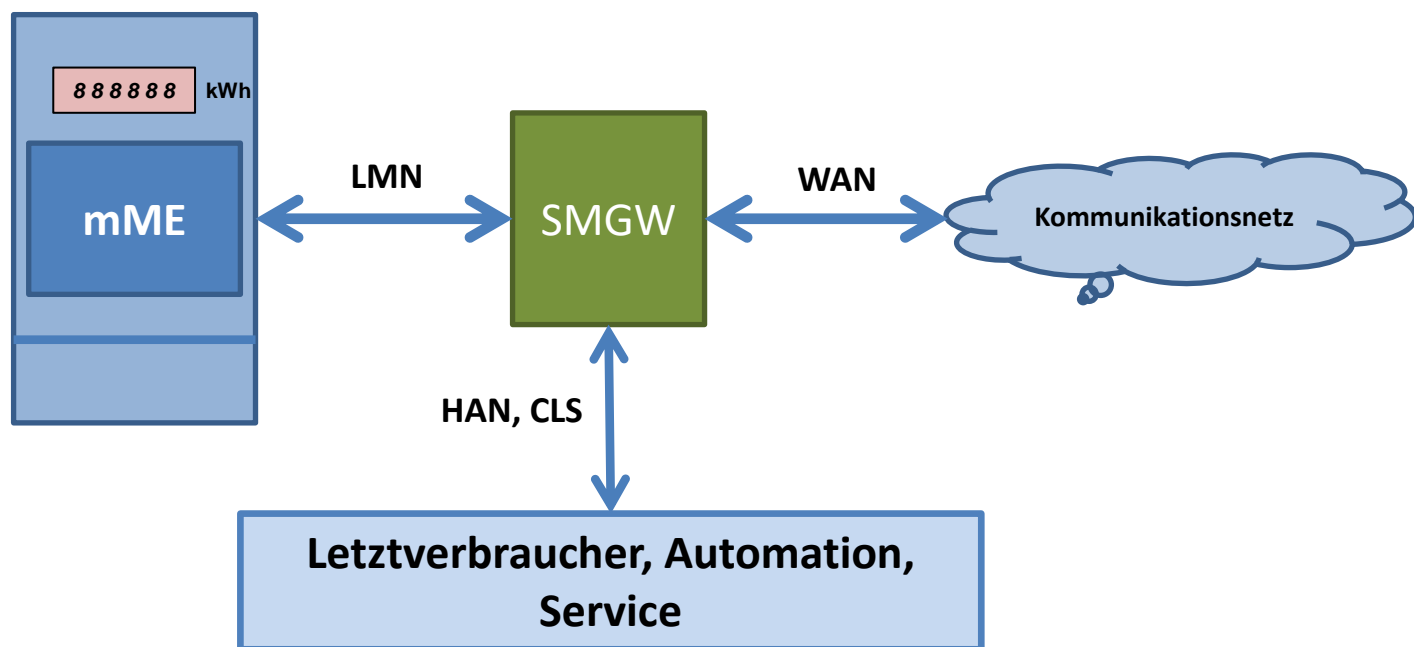 888888 kWh
mME
LMN
SMGW
WAN
Kommunikationsnetz
HAN, CLS
Letztverbraucher, Automation,
Service